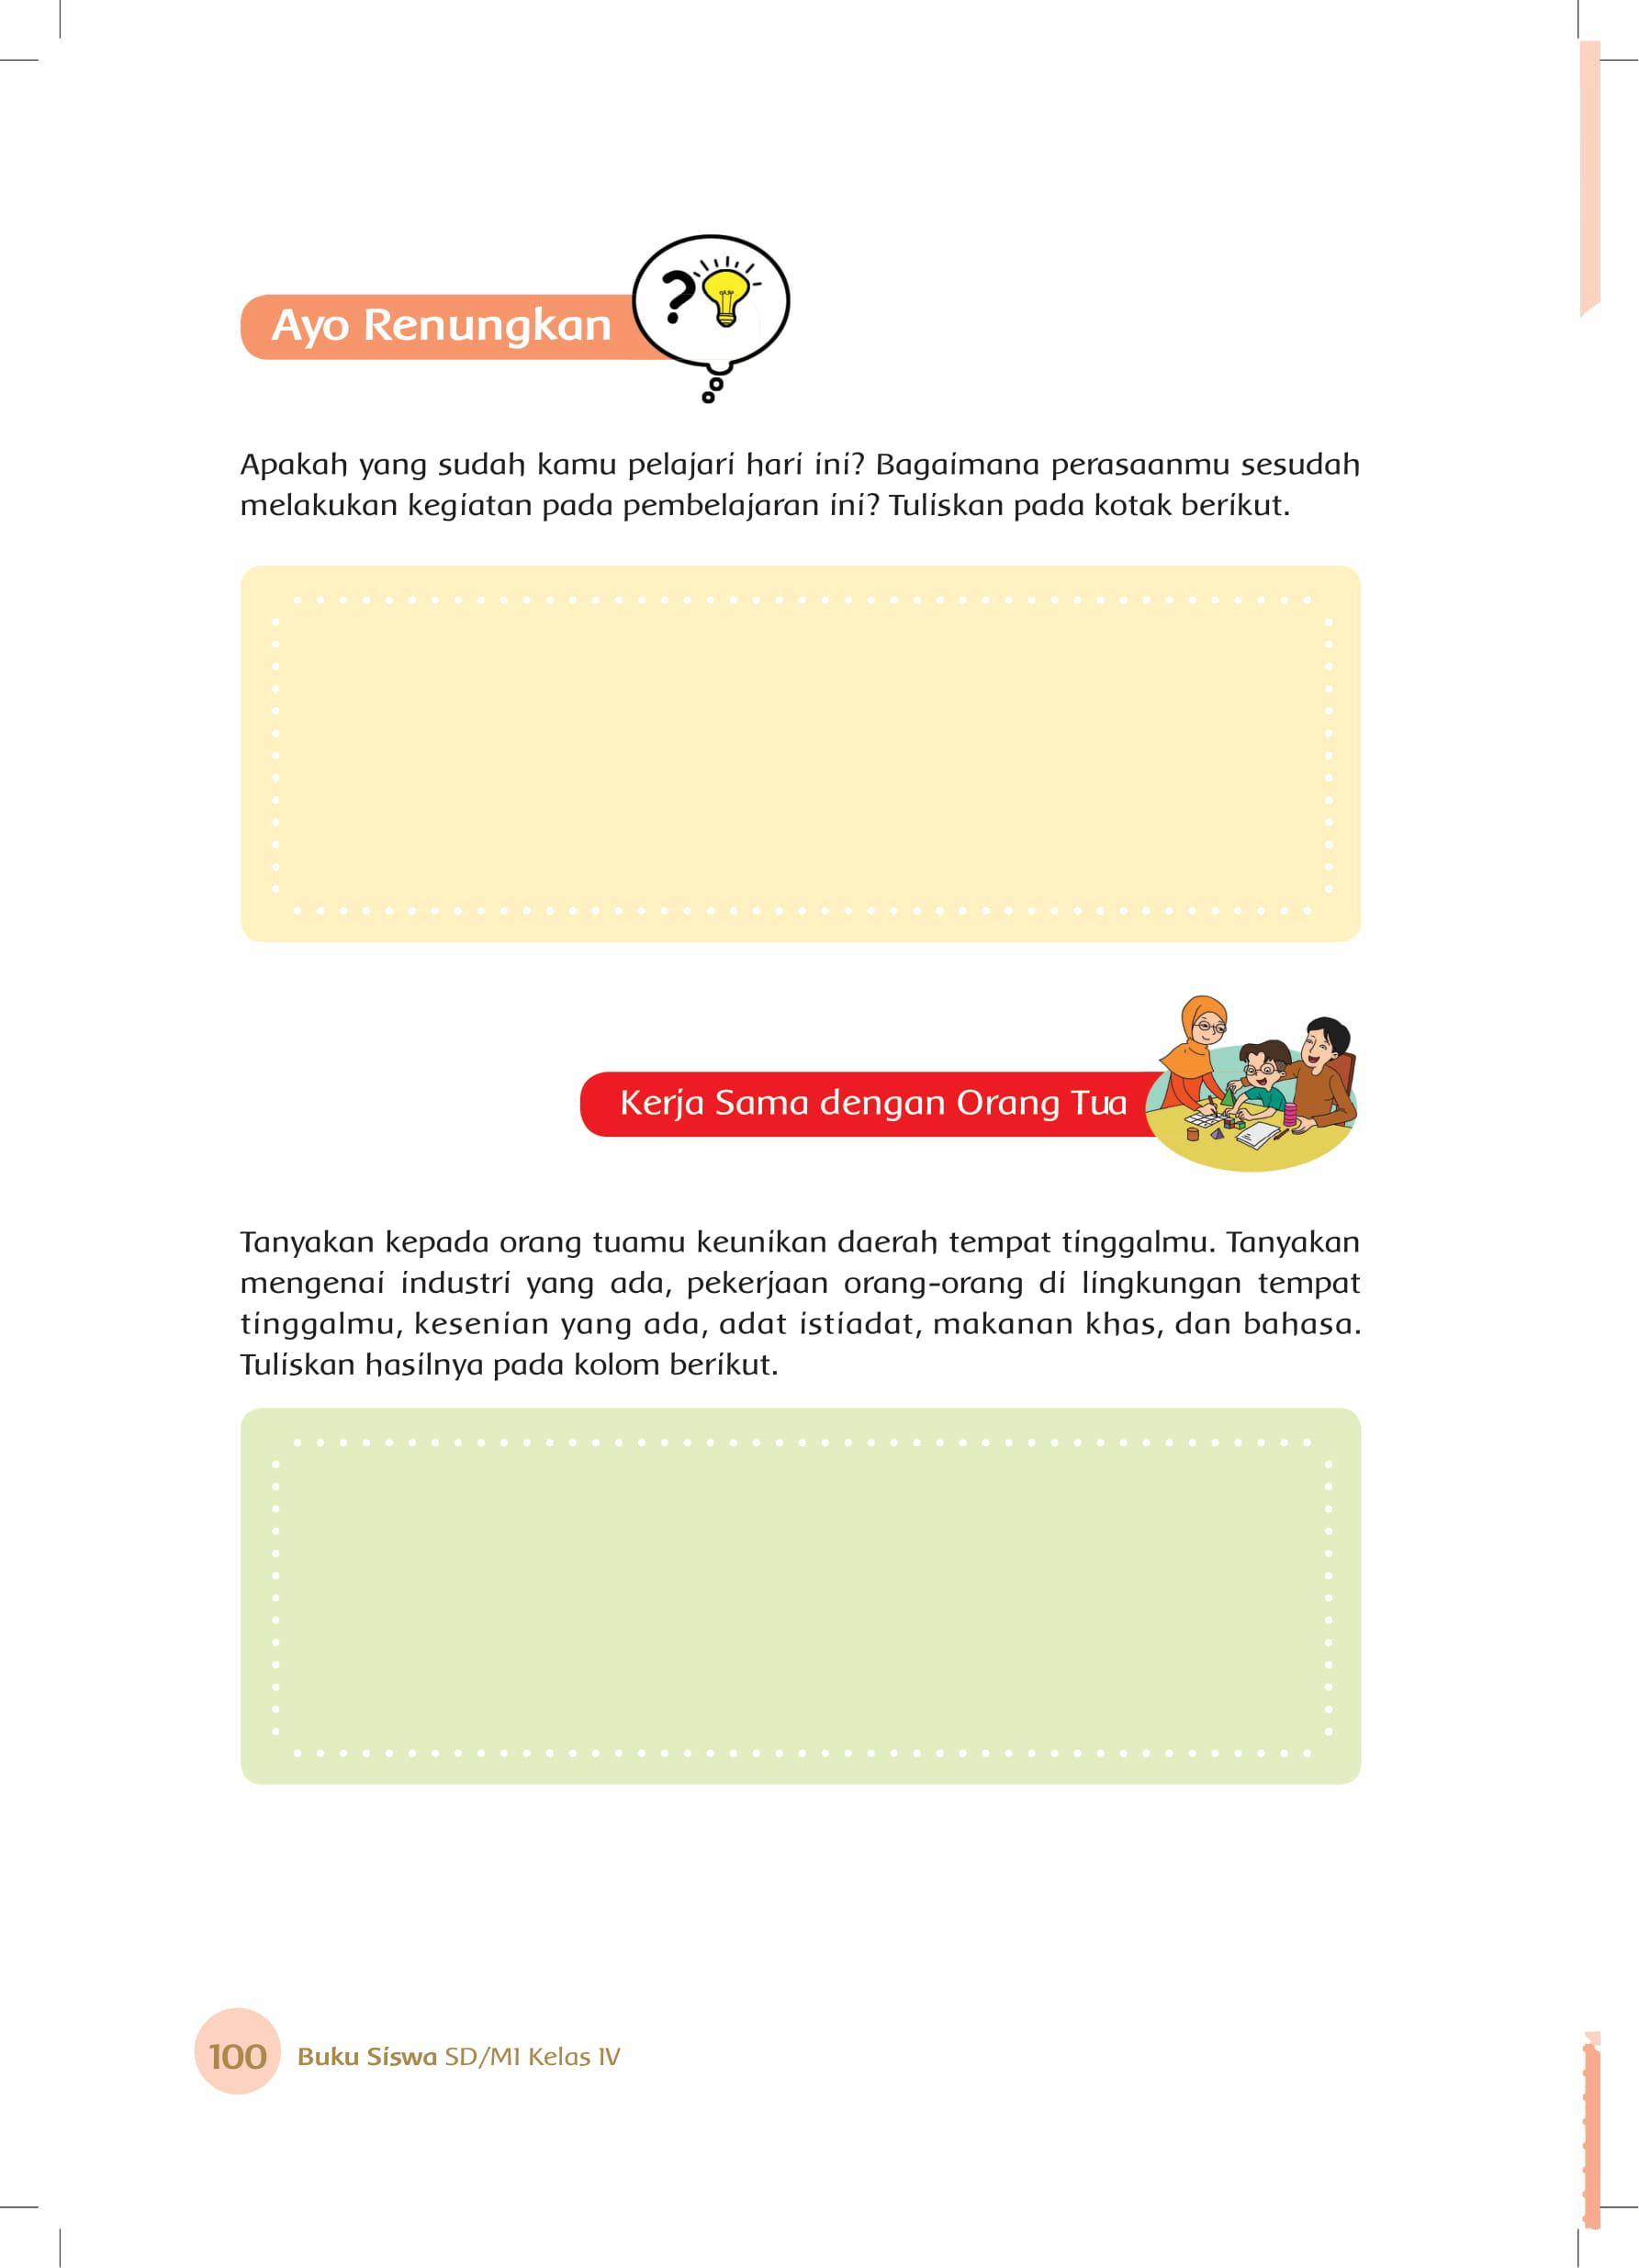 Ayo Renungkan
Apakah yang sudah kamu pelajari hari ini? Bagaimana perasaanmu sesudah
melakukan kegiatan pada pembelajaran ini? Tuliskan pada kotak berikut.
Kerja Sama dengan Orang Tua
Tanyakan kepada orang tuamu keunikan daerah tempat tinggalmu. Tanyakan
mengenai industri yang ada, pekerjaan orang-orang di lingkungan tempat
tinggalmu, kesenian yang ada, adat istiadat, makanan khas, dan bahasa.
Tuliskan hasilnya pada kolom berikut.
100 Buku Siswa SD/MI Kelas IV